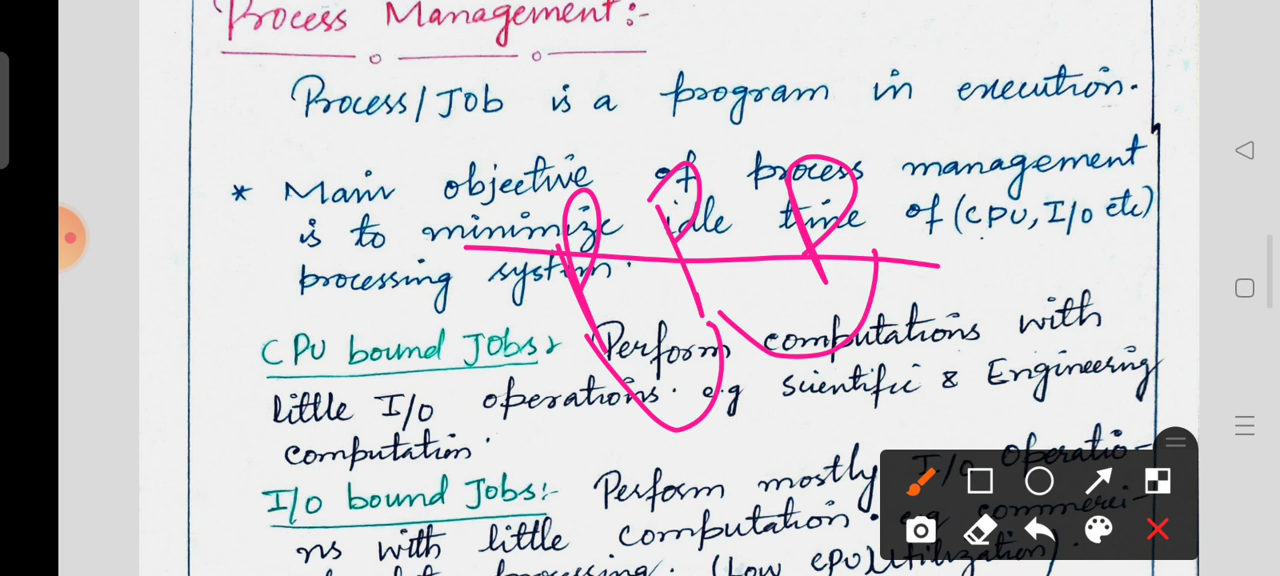 Process Management:-
Process/Job is a program in execution.
* Main objective of process management
is to minimize idle time of (CPU, I/O etc)
processing system.
CPU bound Jobs:- Perform computations with
little I/O operations. e.g scientific & Engineering
computation.
I/O bound Jobs:- Perform mostly I/O operatio-
ns with little computation. e.g commerci-
processing. (Low CPU utilization).
P P P